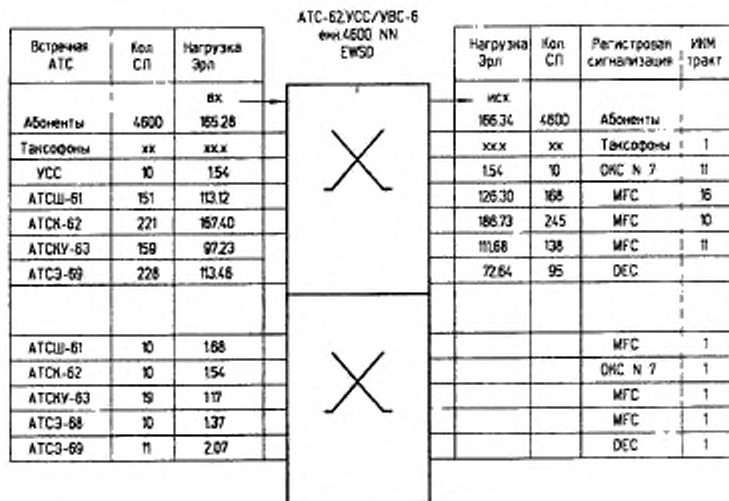 АТС-62,УСС/УВС-6
емк.4600 NN
EWSD
Встречная АТС Кол СЛ Нагрузка Эрл Нагрузка Эрл Кол СЛ Регистровая сигнализация ИКМ тракт
вх исх
Абоненты 4600 165.28 166.34 4600 Абоненты
Таксофоны хх хх.х хх.х хх Таксофоны 1
УСС 10 1.54 1.54 10 ОКС N 7 11
АТСШ-61 151 113.12 126.30 168 MFC 16
АТСК-62 221 167.40 186.73 245 MFC 10
АТСКУ-63 159 97.23 111.68 138 MFC 11
АТСЭ-69 228 113.46 72.64 95 DEC
АТСШ-61 10 1.68 MFC 1
АТСК-62 10 1.54 ОКС N 7 1
АТСКУ-63 19 1.17 MFC 1
АТСЭ-68 10 1.37 MFC 1
АТСЭ-69 11 2.07 DEC 1